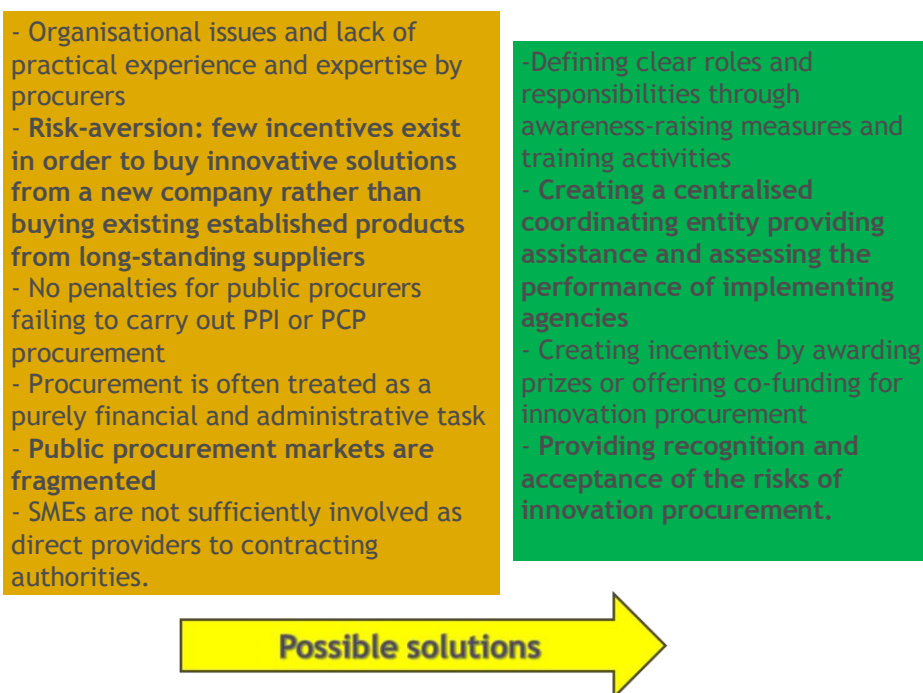 - Organisational issues and lack of
practical experience and expertise by
procurers
- Risk-aversion: few incentives exist
in order to buy innovative solutions
from a new company rather than
buying existing established products
from long-standing suppliers
- No penalties for public procurers
failing to carry out PPI or PCP
procurement
- Procurement is often treated as a
purely financial and administrative task
- Public procurement markets are
fragmented
- SMEs are not sufficiently involved as
direct providers to contracting
authorities.
-Defining clear roles and
responsibilities through
awareness-raising measures and
training activities
- Creating a centralised
coordinating entity providing
assistance and assessing the
performance of implementing
agencies
- Creating incentives by awarding
prizes or offering co-funding for
innovation procurement
- Providing recognition and
acceptance of the risks of
innovation procurement.
Possible solutions